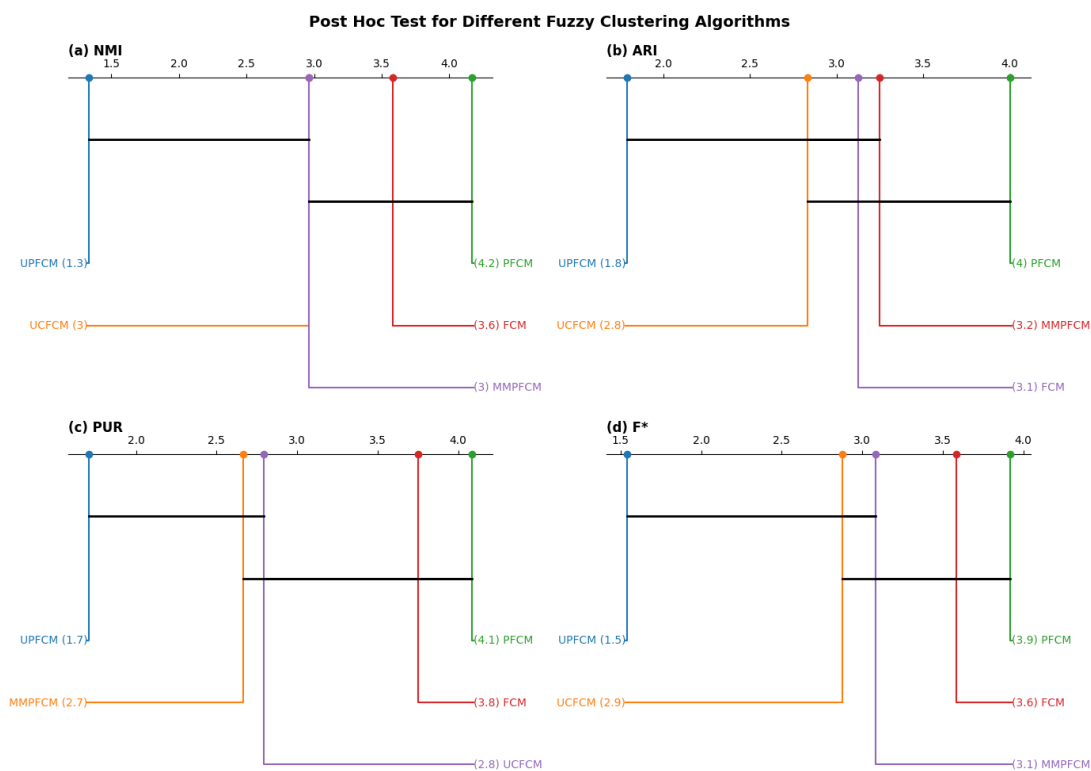 Post Hoc Test for Different Fuzzy Clustering Algorithms
(a) NMI
1.5 2.0 2.5 3.0 3.5 4.0
UPFCM (1.3)
(4.2) PFCM
UCFCM (3)
(3.6) FCM
(3) MMPFCM
(b) ARI
2.0 2.5 3.0 3.5 4.0
UPFCM (1.8)
(4) PFCM
UCFCM (2.8)
(3.2) MMPFCM
(3.1) FCM
(c) PUR
2.0 2.5 3.0 3.5 4.0
UPFCM (1.7)
(4.1) PFCM
MMPFCM (2.7)
(3.8) FCM
(2.8) UCFCM
(d) F*
1.5 2.0 2.5 3.0 3.5 4.0
UPFCM (1.5)
(3.9) PFCM
UCFCM (2.9)
(3.6) FCM
(3.1) MMPFCM